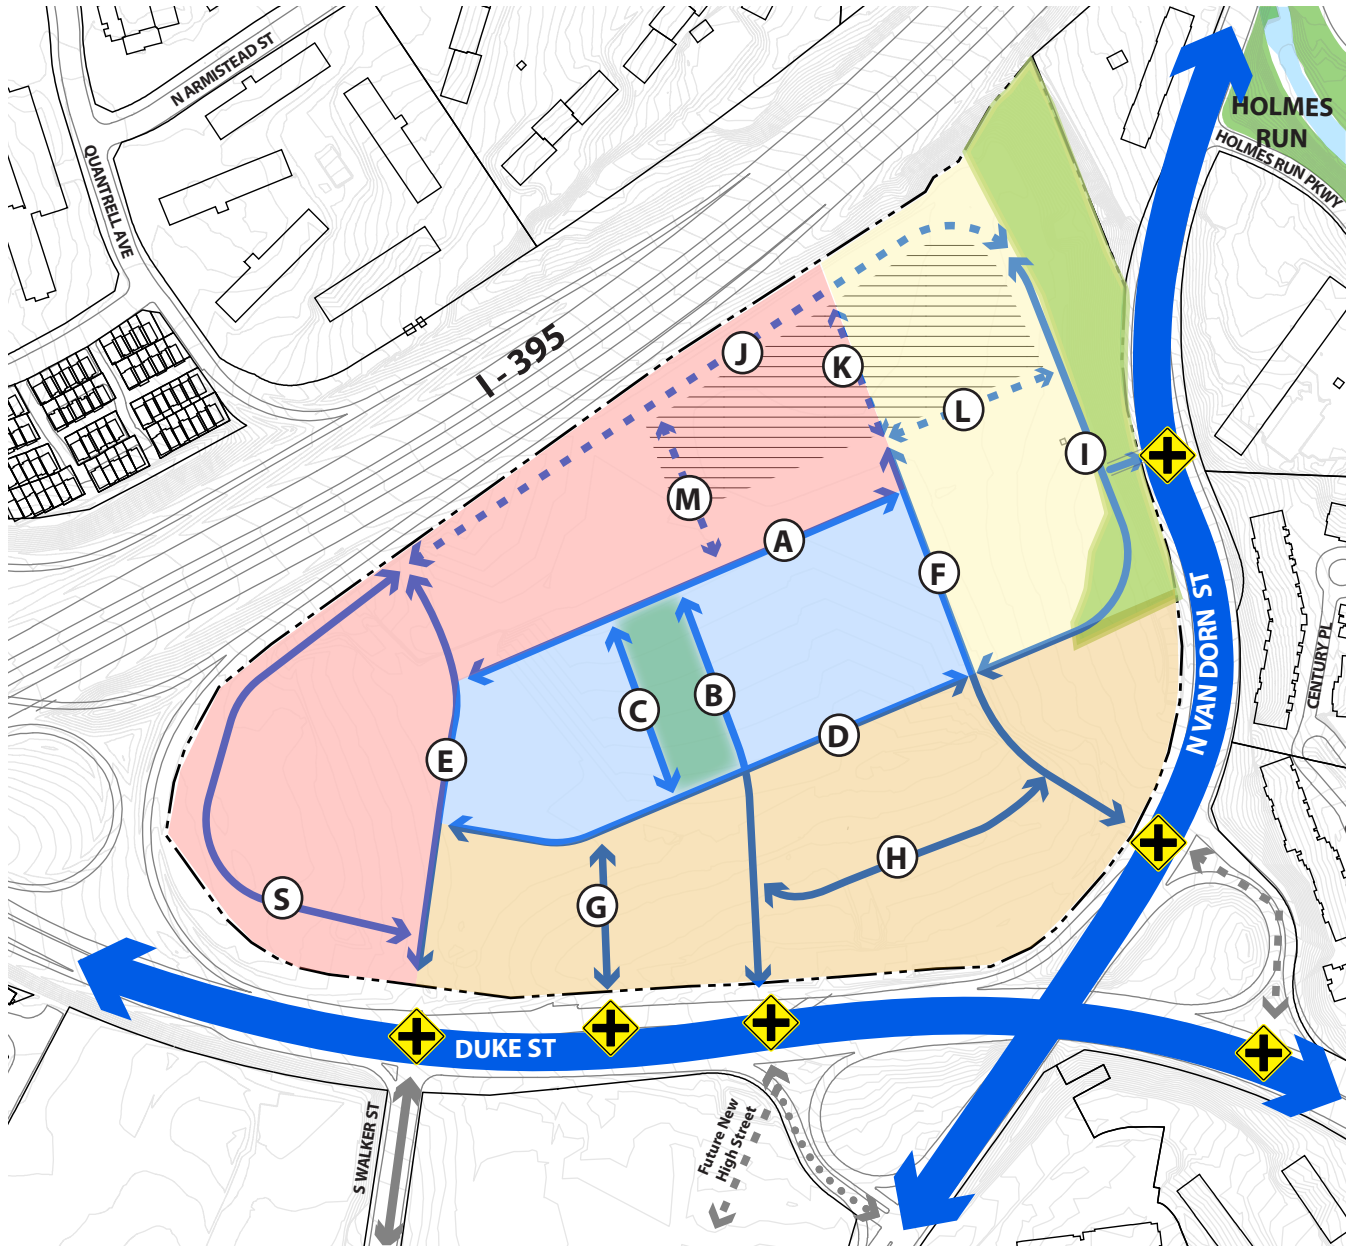 N ARMISTEAD ST
QUANTRELL AVE
HOLMES
RUN
HOLMES RUN PKWY
I - 395
J
K
L
I
M
A
F
C
B
D
E
N VAN DORN ST
CENTURY PL
S
G
H
DUKE ST
S WALKER ST
Future New
High Street